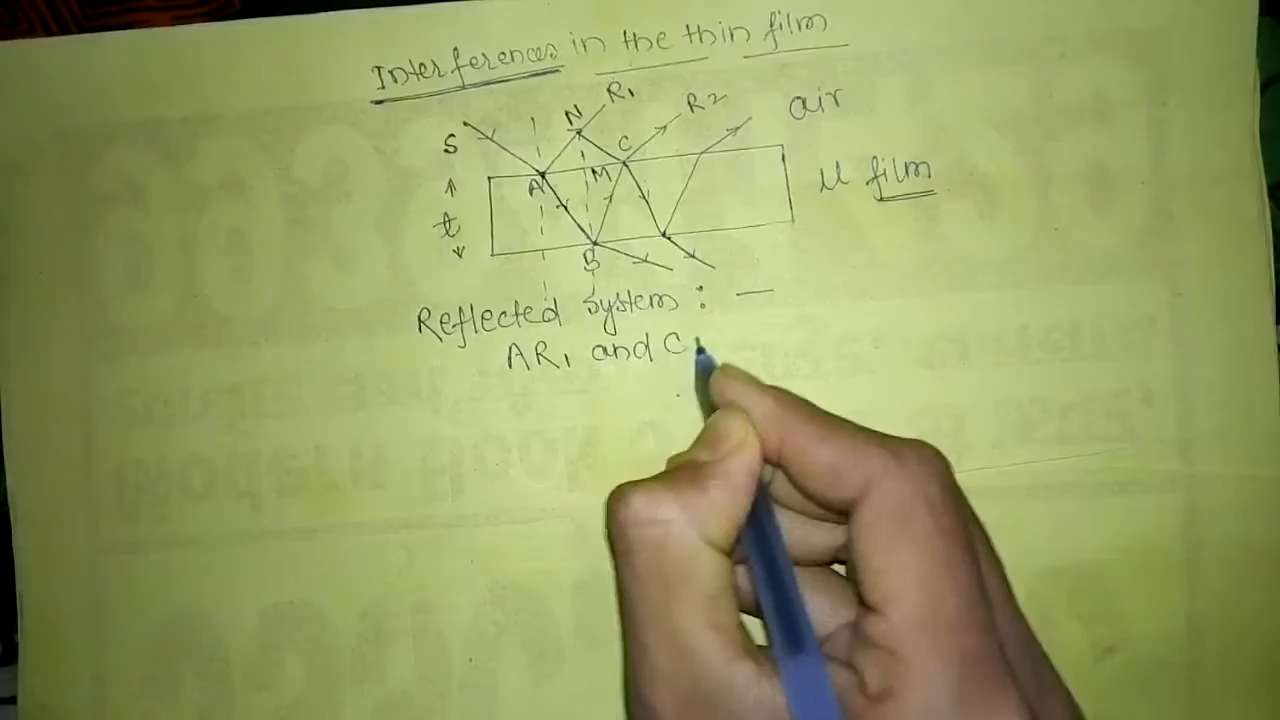 Interferences in the thin film
S
N
R₁
C
R2
air
A
M
t
B
μ film
Reflected System : —
AR₁ and C